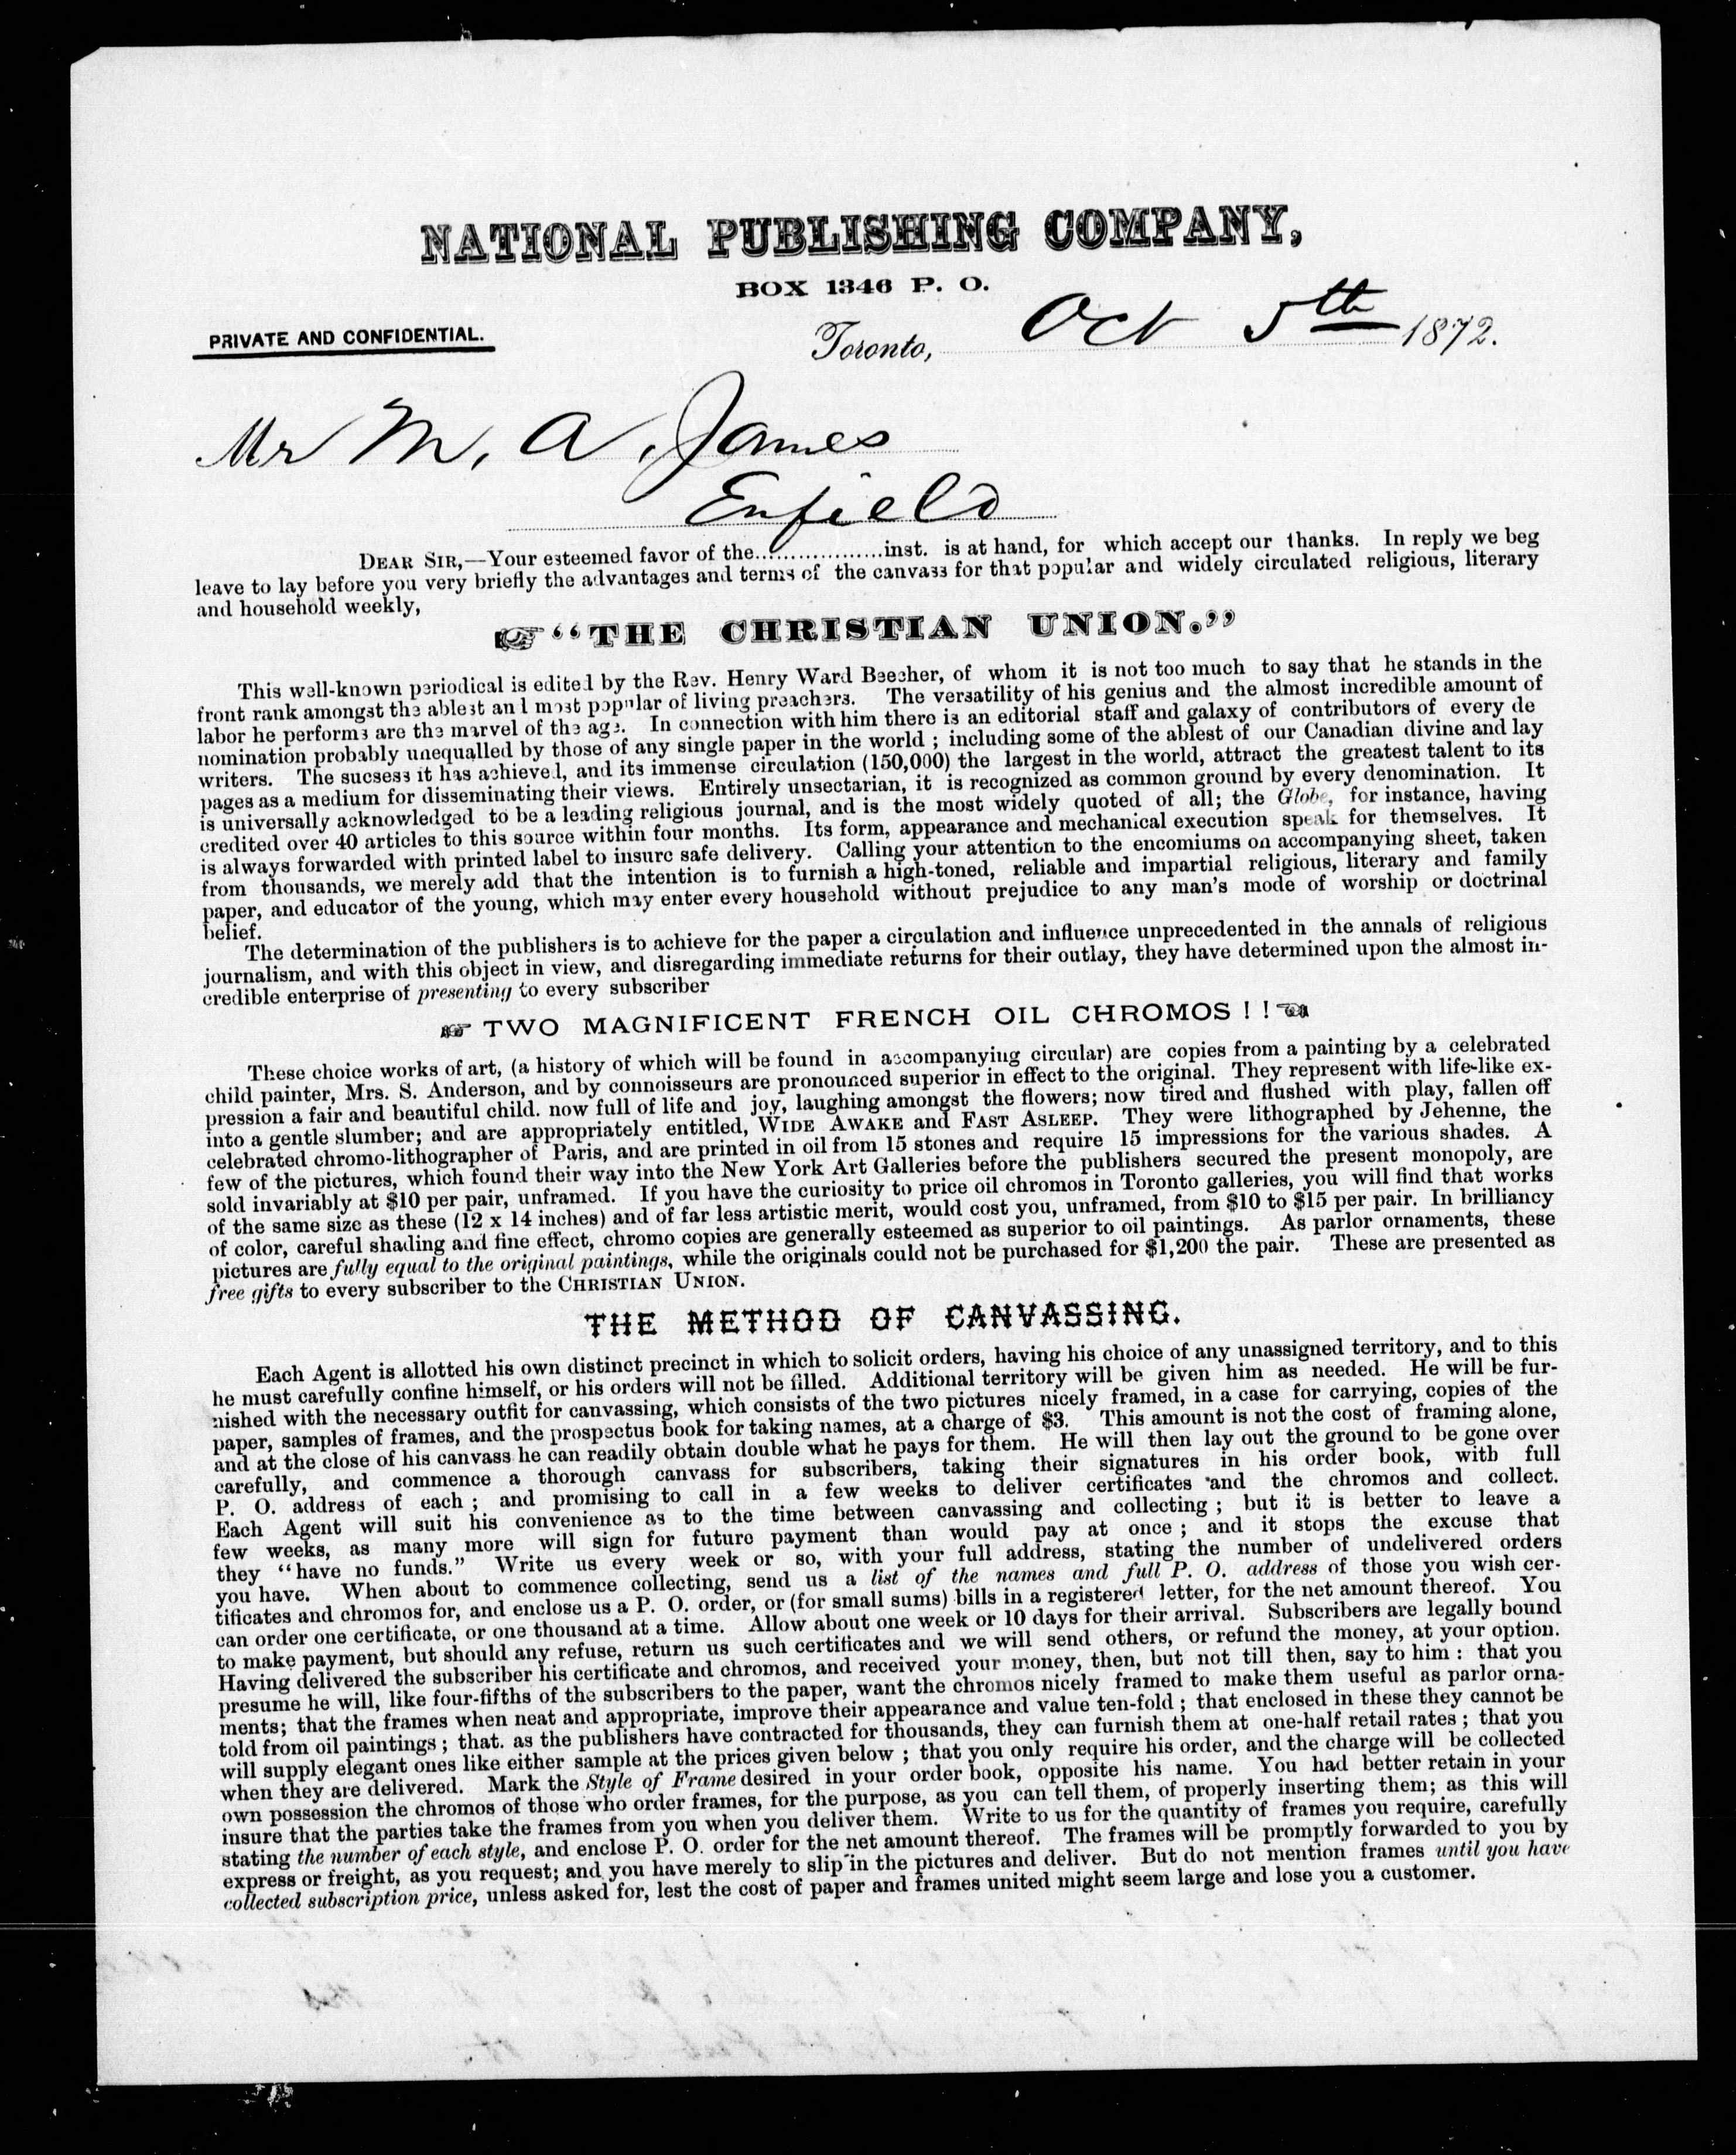 NATIONAL PUBLISHING COMPANY,
BOX 1346 P. O.
PRIVATE AND CONFIDENTIAL.
Toronto, Oct 5th 1872.
Mr M. A. James
Enfield
DEAR SIR,—Your esteemed favor of the..................inst. is at hand, for which accept our thanks. In reply we beg
leave to lay before you very briefly the advantages and terms of the canvass for that popular and widely circulated religious, literary
and household weekly,
☞ “THE CHRISTIAN UNION.”
This well-known periodical is edited by the Rev. Henry Ward Beecher, of whom it is not too much to say that he stands in the
front rank amongst the ablest and most popular of living preachers. The versatility of his genius and the almost incredible amount of
labor he performs are the marvel of the age. In connection with him there is an editorial staff and galaxy of contributors of every de
nomination probably unequalled by those of any single paper in the world ; including some of the ablest of our Canadian divine and lay
writers. The sucsess it has achieved, and its immense circulation (150,000) the largest in the world, attract the greatest talent to its
pages as a medium for disseminating their views. Entirely unsectarian, it is recognized as common ground by every denomination. It
is universally acknowledged to be a leading religious journal, and is the most widely quoted of all; the Globe, for instance, having
credited over 40 articles to this source within four months. Its form, appearance and mechanical execution speak for themselves. It
is always forwarded with printed label to insure safe delivery. Calling your attention to the encomiums on accompanying sheet, taken
from thousands, we merely add that the intention is to furnish a high-toned, reliable and impartial religious, literary and family
paper, and educator of the young, which may enter every household without prejudice to any man’s mode of worship or doctrinal
belief.
The determination of the publishers is to achieve for the paper a circulation and influence unprecedented in the annals of religious
journalism, and with this object in view, and disregarding immediate returns for their outlay, they have determined upon the almost in-
credible enterprise of presenting to every subscriber
☞ TWO MAGNIFICENT FRENCH OIL CHROMOS ! ! ☜
These choice works of art, (a history of which will be found in accompanying circular) are copies from a painting by a celebrated
child painter, Mrs. S. Anderson, and by connoisseurs are pronounced superior in effect to the original. They represent with life-like ex-
pression a fair and beautiful child. now full of life and joy, laughing amongst the flowers; now tired and flushed with play, fallen off
into a gentle slumber; and are appropriately entitled, WIDE AWAKE and FAST ASLEEP. They were lithographed by Jehenne, the
celebrated chromo-lithographer of Paris, and are printed in oil from 15 stones and require 15 impressions for the various shades. A
few of the pictures, which found their way into the New York Art Galleries before the publishers secured the present monopoly, are
sold invariably at $10 per pair, unframed. If you have the curiosity to price oil chromos in Toronto galleries, you will find that works
of the same size as these (12 x 14 inches) and of far less artistic merit, would cost you, unframed, from $10 to $15 per pair. In brilliancy
of color, careful shading and fine effect, chromo copies are generally esteemed as superior to oil paintings. As parlor ornaments, these
pictures are fully equal to the original paintings, while the originals could not be purchased for $1,200 the pair. These are presented as
free gifts to every subscriber to the CHRISTIAN UNION.
THE METHOD OF CANVASSING.
Each Agent is allotted his own distinct precinct in which to solicit orders, having his choice of any unassigned territory, and to this
he must carefully confine himself, or his orders will not be filled. Additional territory will be given him as needed. He will be fur-
nished with the necessary outfit for canvassing, which consists of the two pictures nicely framed, in a case for carrying, copies of the
paper, samples of frames, and the prospectus book for taking names, at a charge of $3. This amount is not the cost of framing alone,
and at the close of his canvass he can readily obtain double what he pays for them. He will then lay out the ground to be gone over
carefully, and commence a thorough canvass for subscribers, taking their signatures in his order book, with full
P. O. address of each ; and promising to call in a few weeks to deliver certificates and the chromos and collect.
Each Agent will suit his convenience as to the time between canvassing and collecting ; but it is better to leave a
few weeks, as many more will sign for future payment than would pay at once ; and it stops the excuse that
they “have no funds.” Write us every week or so, with your full address, stating the number of undelivered orders
you have. When about to commence collecting, send us a list of the names and full P. O. address of those you wish cer-
tificates and chromos for, and enclose us a P. O. order, or (for small sums) bills in a registered letter, for the net amount thereof. You
can order one certificate, or one thousand at a time. Allow about one week or 10 days for their arrival. Subscribers are legally bound
to make payment, but should any refuse, return us such certificates and we will send others, or refund the money, at your option.
Having delivered the subscriber his certificate and chromos, and received your money, then, but not till then, say to him : that you
presume he will, like four-fifths of the subscribers to the paper, want the chromos nicely framed to make them useful as parlor orna-
ments; that the frames when neat and appropriate, improve their appearance and value ten-fold ; that enclosed in these they cannot be
told from oil paintings ; that. as the publishers have contracted for thousands, they can furnish them at one-half retail rates ; that you
will supply elegant ones like either sample at the prices given below ; that you only require his order, and the charge will be collected
when they are delivered. Mark the Style of Frame desired in your order book, opposite his name. You had better retain in your
own possession the chromos of those who order frames, for the purpose, as you can tell them, of properly inserting them; as this will
insure that the parties take the frames from you when you deliver them. Write to us for the quantity of frames you require, carefully
stating the number of each style, and enclose P. O. order for the net amount thereof. The frames will be promptly forwarded to you by
express or freight, as you request; and you have merely to slip in the pictures and deliver. But do not mention frames until you have
collected subscription price, unless asked for, lest the cost of paper and frames united might seem large and lose you a customer.